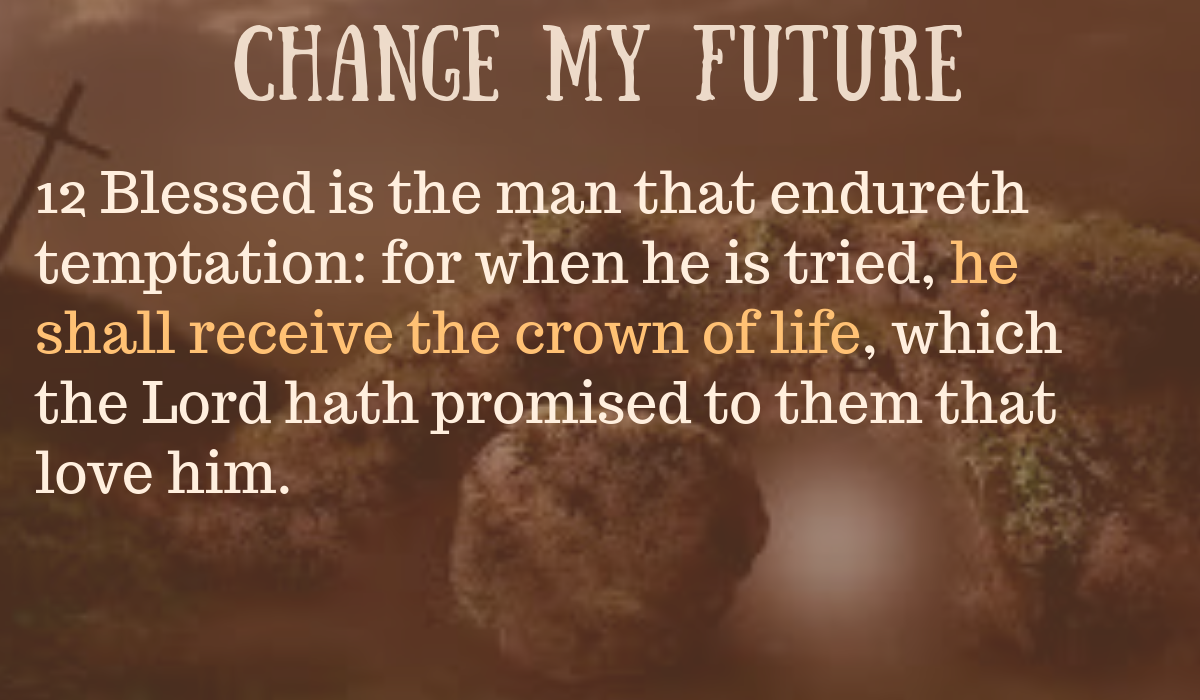 CHANGE MY FUTURE
12 Blessed is the man that endureth
temptation: for when he is tried, he
shall receive the crown of life, which
the Lord hath promised to them that
love him.